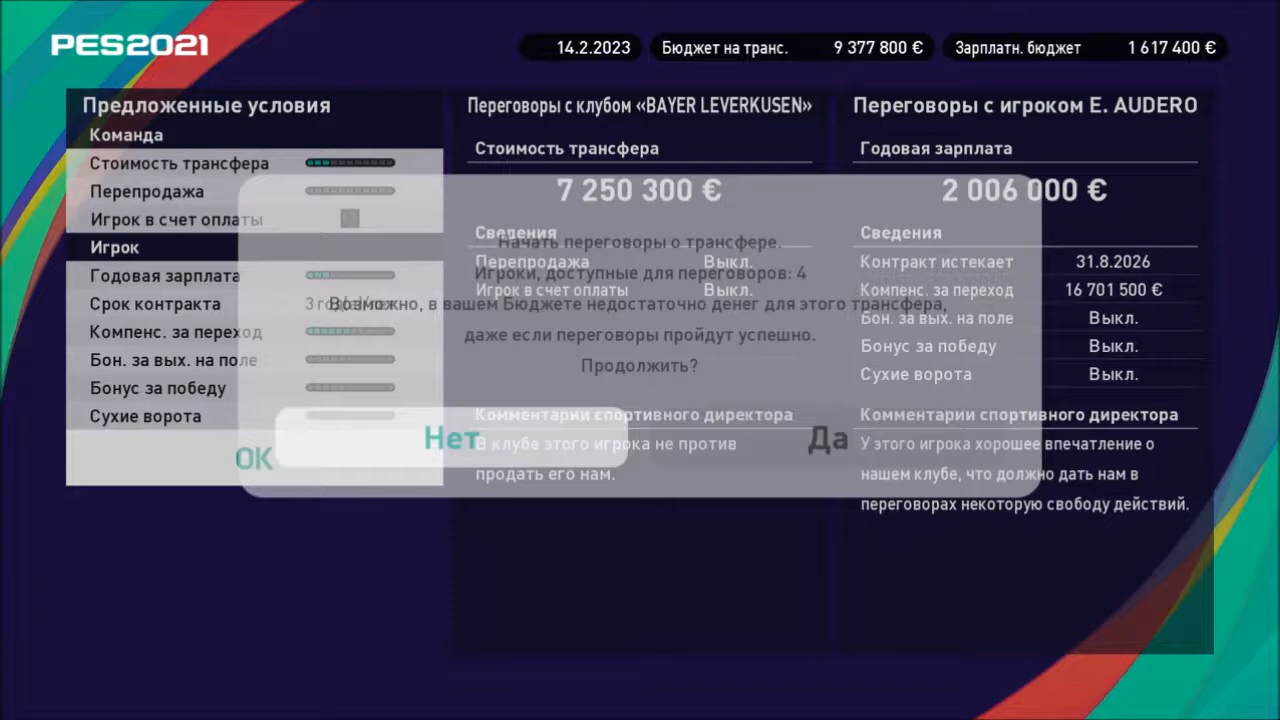 PES2021
14.2.2023
Бюджет на транс. 9 377 800 €
Зарплатн. бюджет 1 617 400 €
Предложенные условия
Команда
Стоимость трансфера
Перепродажа
Игрок в счет оплаты
Игрок
Годовая зарплата
Срок контракта
Компенс. за переход
Бон. за вых. на поле
Бонус за победу
Сухие ворота
OK
Переговоры с клубом «BAYER LEVERKUSEN»
Стоимость трансфера
7 250 300 €
Сведения
Перепродажа Выкл.
Игрок в счет оплаты Выкл.
Комментарии спортивного директора
В клубе этого игрока не против
продать его нам.
Переговоры с игроком E. AUDERO
Годовая зарплата
2 006 000 €
Сведения
Контракт истекает 31.8.2026
Компенс. за переход 16 701 500 €
Бон. за вых. на поле Выкл.
Бонус за победу Выкл.
Сухие ворота Выкл.
Комментарии спортивного директора
У этого игрока хорошее впечатление о
нашем клубе, что должно дать нам в
переговорах некоторую свободу действий.
Начать переговоры о трансфере.
Игроки, доступные для переговоров: 4
Возможно, в вашем Бюджете недостаточно денег для этого трансфера,
даже если переговоры пройдут успешно.
Продолжить?
Нет
Да